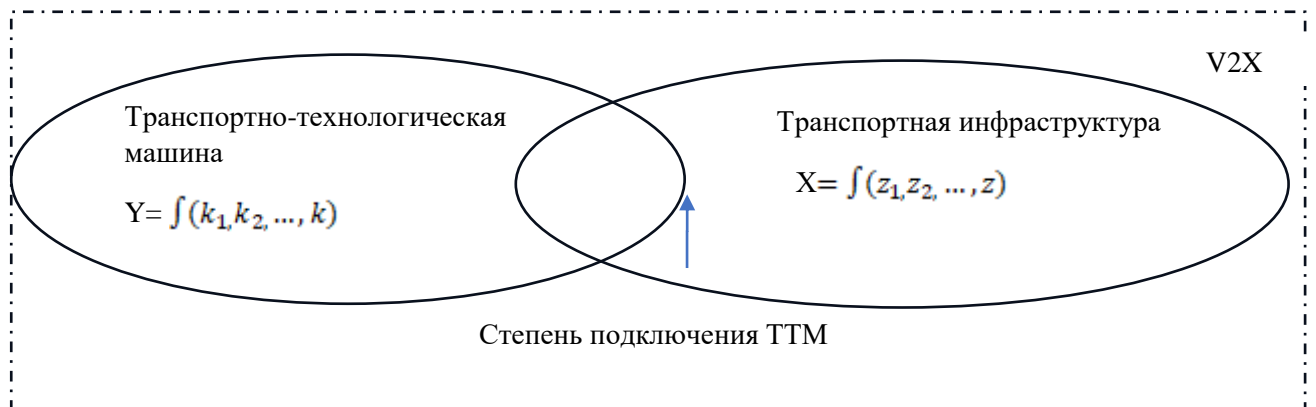 V2X
Транспортно-технологическая
машина
Y= ∫(k₁,k₂, ..., k)
Транспортная инфраструктура
X= ∫(z₁,z₂, ..., z)
Степень подключения ТТМ